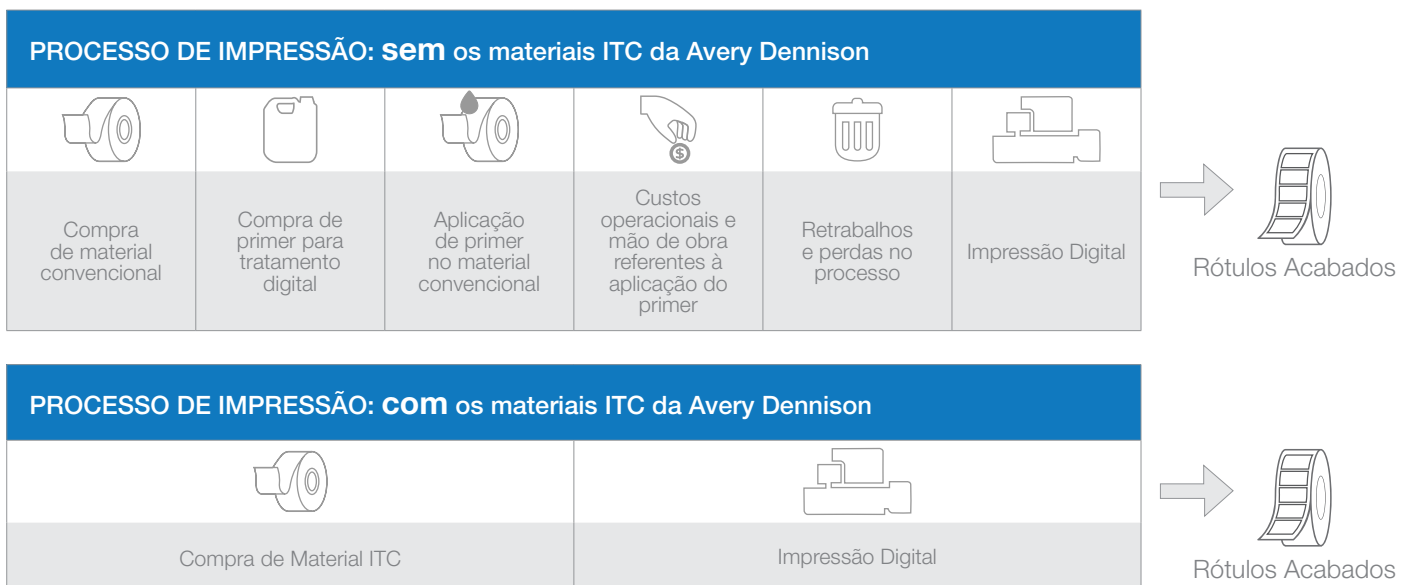 PROCESSO DE IMPRESSÃO: sem os materiais ITC da Avery Dennison
$
Compra
de material
convencional
Compra de
primer para
tratamento
digital
Aplicação
de primer
no material
convencional
Custos
operacionais e
mão de obra
referentes à
aplicação do
primer
Retrabalhos
e perdas no
processo
Impressão Digital
Rótulos Acabados
PROCESSO DE IMPRESSÃO: com os materiais ITC da Avery Dennison
Compra de Material ITC
Impressão Digital
Rótulos Acabados